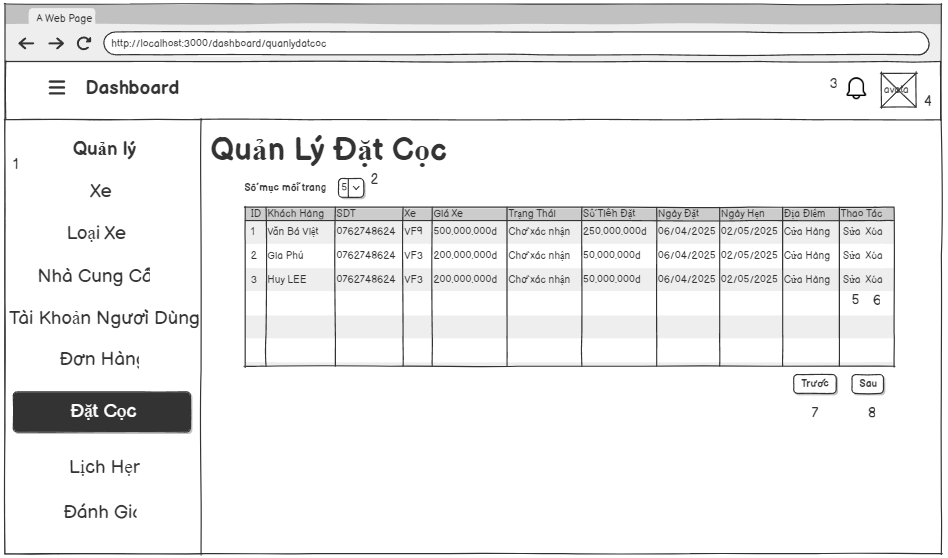 A Web Page
http://localhost:3000/dashboard/quanlydatcoc
Dashboard
3
avata
4
1
Quản lý
Xe
Loại Xe
Nhà Cung Cấ
Tài Khoản Người Dùng
Đơn Hàng
Đặt Cọc
Lịch Hẹn
Đánh Giá
Quản Lý Đặt Cọc
Số mục mỗi trang 5 2
ID Khách Hàng SDT Xe Giá Xe Trạng Thái Số Tiền Đặt Ngày Đặt Ngày Hẹn Địa Điểm Thao Tác
1 Văn Bá Việt 0762748624 VF9 500,000,000d Chờ xác nhận 250,000,000d 06/04/2025 02/05/2025 Cửa Hàng Sửa Xóa
2 Gia Phú 0762748624 VF3 200,000,000d Chờ xác nhận 50,000,000d 06/04/2025 02/05/2025 Cửa Hàng Sửa Xóa
3 Huy LEE 0762748624 VF3 200,000,000d Chờ xác nhận 50,000,000d 06/04/2025 02/05/2025 Cửa Hàng Sửa Xóa
5 6
Trước Sau
7 8